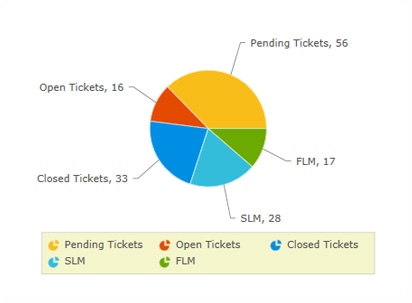 Pending Tickets, 56
Open Tickets, 16
Closed Tickets, 33
FLM, 17
SLM, 28
Pending Tickets Open Tickets Closed Tickets
SLM FLM